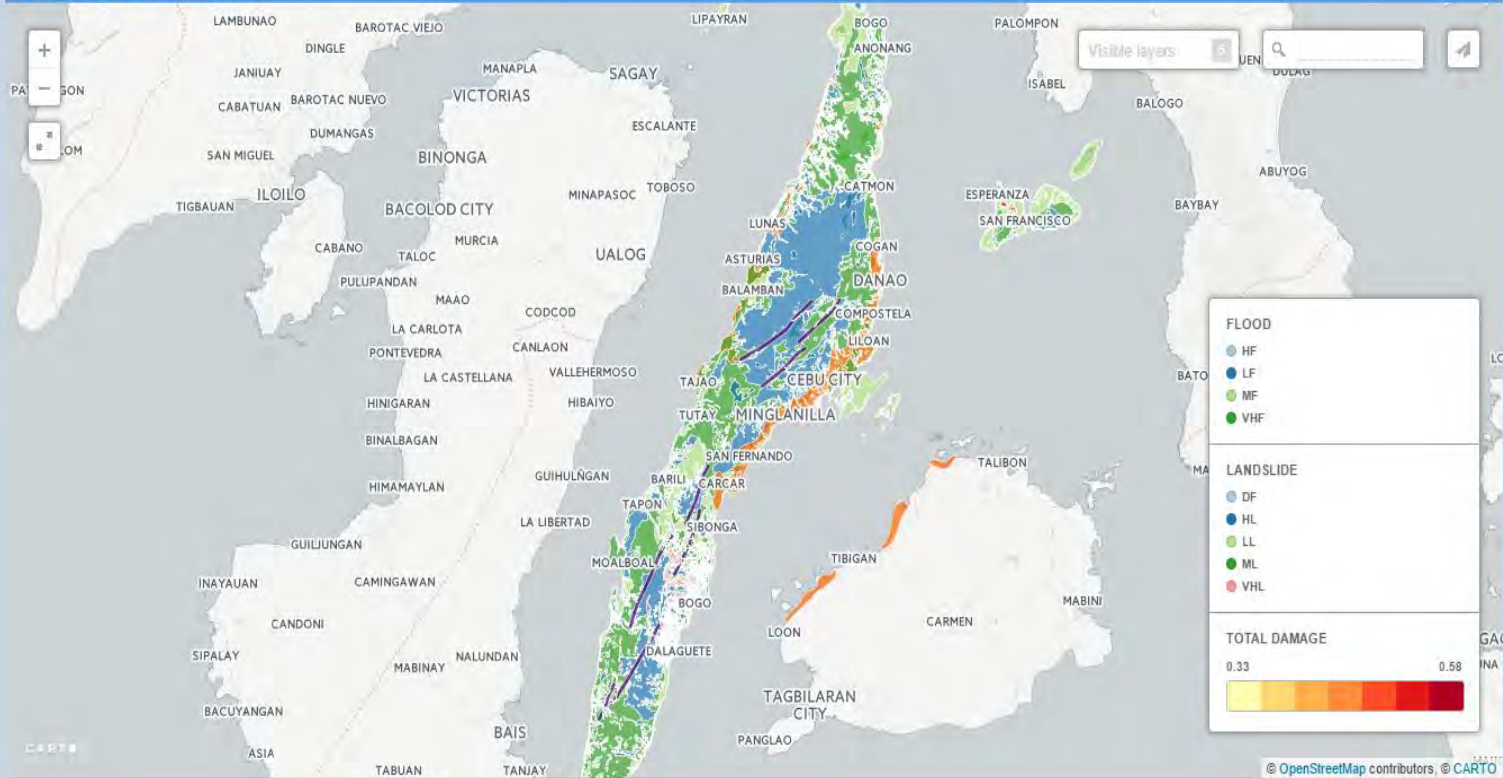 LAMBUNAO
BAROTAC VIEJO
LIPAYRAN
BOGO
PALOMPON
DINGLE
ANONANG
Visible layers 6
+
−
JANIUAY
MANAPLA
SAGAY
ISABEL
DULAG
CABATUAN
BAROTAC NUEVO
VICTORIAS
BALOGO
DUMANGAS
ESCALANTE
SAN MIGUEL
BINONGA
ABUYOG
ILOILO
MINAPASOC
TOBOSO
CATMON
ESPERANZA
TIGBAUAN
BACOLOD CITY
LUNAS
SAN FRANCISCO
BAYBAY
CABANO
MURCIA
TALOC
UALOG
ASTURIAS
COGAN
PULUPANDAN
BALAMBAN
DANAO
MAAO
CODCOD
COMPOSTELA
LA CARLOTA
PONTEVEDRA
CANLAON
LILOAN
LA CASTELLANA
VALLEHERMOSO
TAJAO
CEBU CITY
BATO
HINIGARAN
HIBAIYO
TUTAY
MINGLANILLA
BINALBAGAN
SAN FERNANDO
TALIBON
HIMAMAYLAN
GUIHULÑGAN
BARILI
CARCAR
MA
TAPON
LA LIBERTAD
SIBONGA
GUILJUNGAN
MOALBOAL
TIBIGAN
INAYAUAN
CAMINGAWAN
BOGO
MABINI
CANDONI
LOON
CARMEN
SIPALAY
MABINAY
NALUNDAN
DALAGUETE
BACUYANGAN
TAGBILARAN
CITY
BAIS
PANGLAO
ASIA
TABUAN
TANJAY
FLOOD
HF
LF
MF
VHF
LANDSLIDE
DF
HL
LL
ML
VHL
TOTAL DAMAGE
0.33 0.58
CARTO
© OpenStreetMap contributors, © CARTO